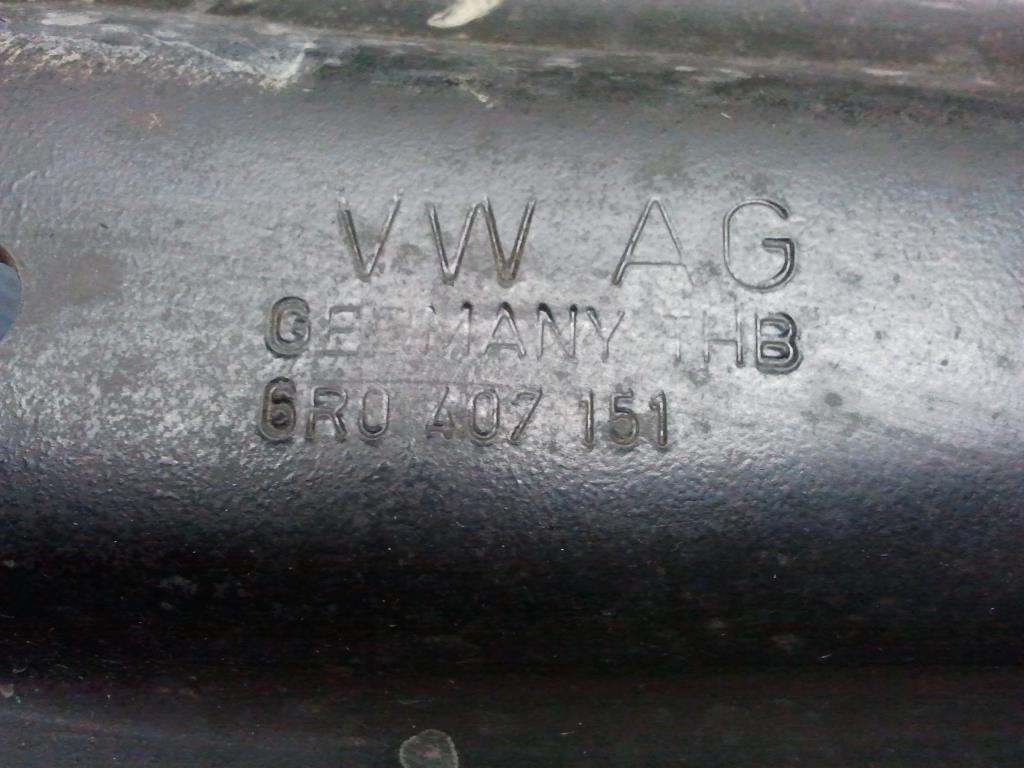 VW AG
GERMANY THB
6R0 407 151